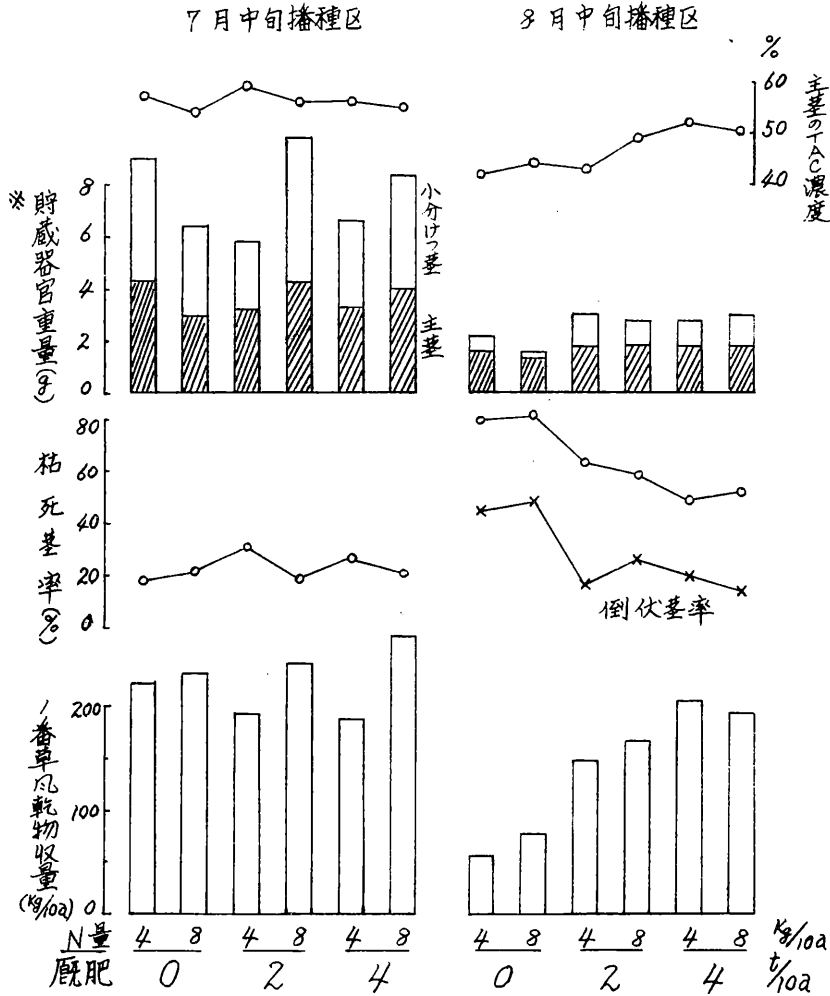 7月中旬播種区
8月中旬播種区
%
60
50
40
主茎のTAC濃度
※貯蔵器官重量(g)
8
6
4
2
0
小分けつ茎
主茎
枯死茎率(%)
80
60
40
20
0
倒伏茎率
1番草風乾物収量
(kg/10a)
200
100
0
N量 4 8 4 8 4 8 4 8 4 8 4 8 kg/10a
厩肥 0 2 4 0 2 4 t/10a